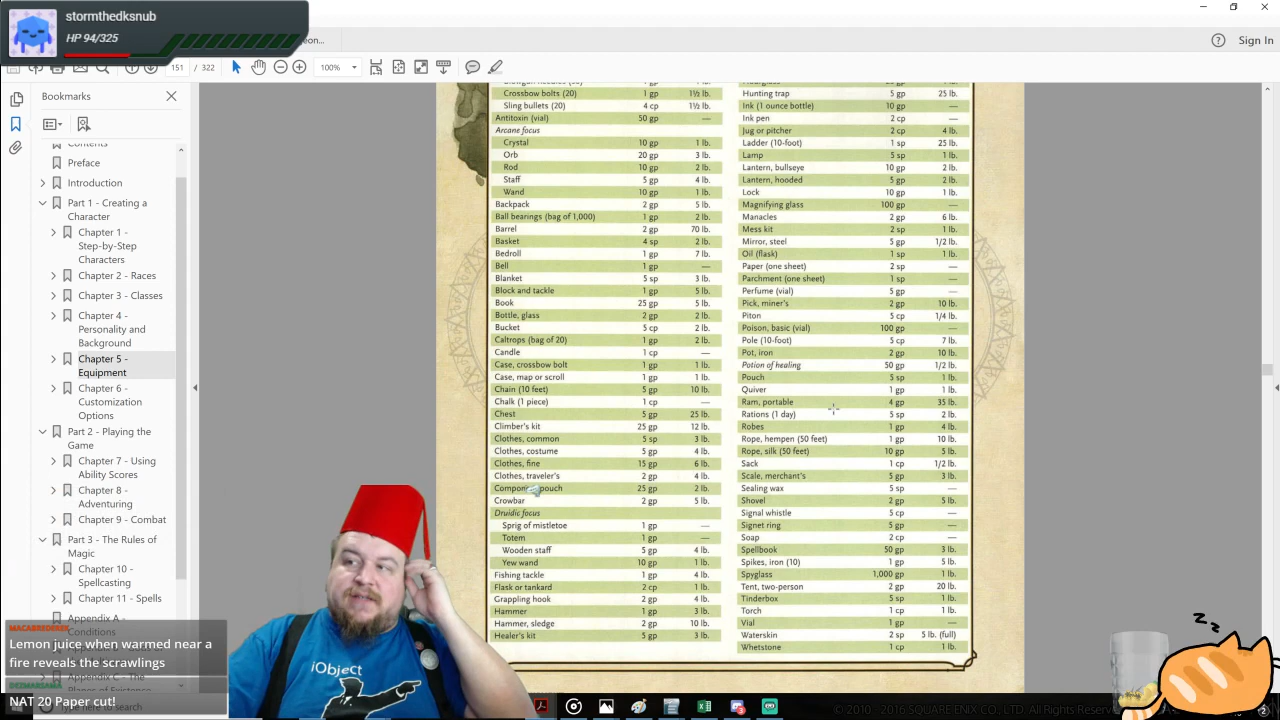 stormthedksnub
HP 94/325
Sign In
151 / 322
100%
Bookmarks
Contents
Preface
Introduction
Part 1 - Creating a
Character
Chapter 1 -
Step-by-Step
Characters
Chapter 2 - Races
Chapter 3 - Classes
Chapter 4 -
Personality and
Background
Chapter 5 -
Equipment
Chapter 6 -
Customization
Options
Part 2 - Playing the
Game
Chapter 7 - Using
Ability Scores
Chapter 8 -
Adventuring
Chapter 9 - Combat
Part 3 - The Rules of
Magic
Chapter 10 -
Spellcasting
Chapter 11 - Spells
Appendix A -
Conditions
MACABREDEREK
Lemon juice when warmed near a
fire reveals the scrawlings
NAT 20 Paper cut!
Crossbow bolts (20) 1 gp 1½ lb.
Sling bullets (20) 4 cp 1½ lb.
Antitoxin (vial) 50 gp —
Arcane focus
Crystal 10 gp 1 lb.
Orb 20 gp 3 lb.
Rod 10 gp 2 lb.
Staff 5 gp 4 lb.
Wand 10 gp 1 lb.
Backpack 2 gp 5 lb.
Ball bearings (bag of 1,000) 1 gp 2 lb.
Barrel 2 gp 70 lb.
Basket 4 sp 2 lb.
Bedroll 1 gp 7 lb.
Bell 1 gp —
Blanket 5 sp 3 lb.
Block and tackle 1 gp 5 lb.
Book 25 gp 5 lb.
Bottle, glass 2 gp 2 lb.
Bucket 5 cp 2 lb.
Caltrops (bag of 20) 1 gp 2 lb.
Candle 1 cp —
Case, crossbow bolt 1 gp 1 lb.
Case, map or scroll 1 gp 1 lb.
Chain (10 feet) 5 gp 10 lb.
Chalk (1 piece) 1 cp —
Chest 5 gp 25 lb.
Climber's kit 25 gp 12 lb.
Clothes, common 5 sp 3 lb.
Clothes, costume 5 gp 4 lb.
Clothes, fine 15 gp 6 lb.
Clothes, traveler's 2 gp 4 lb.
Component pouch 25 gp 2 lb.
Crowbar 2 gp 5 lb.
Druidic focus
Sprig of mistletoe 1 gp —
Totem 1 gp —
Wooden staff 5 gp 4 lb.
Yew wand 10 gp 1 lb.
Fishing tackle 1 gp 4 lb.
Flask or tankard 2 cp 1 lb.
Grappling hook 2 gp 4 lb.
Hammer 1 gp 3 lb.
Hammer, sledge 2 gp 10 lb.
Healer's kit 5 gp 3 lb.
Hunting trap 5 gp 25 lb.
Ink (1 ounce bottle) 10 gp —
Ink pen 2 cp —
Jug or pitcher 2 cp 4 lb.
Ladder (10-foot) 1 sp 25 lb.
Lamp 5 sp 1 lb.
Lantern, bullseye 10 gp 2 lb.
Lantern, hooded 5 gp 2 lb.
Lock 10 gp 1 lb.
Magnifying glass 100 gp —
Manacles 2 gp 6 lb.
Mess kit 2 sp 1 lb.
Mirror, steel 5 gp 1/2 lb.
Oil (flask) 1 sp 1 lb.
Paper (one sheet) 2 sp —
Parchment (one sheet) 1 sp —
Perfume (vial) 5 gp —
Pick, miner's 2 gp 10 lb.
Piton 5 cp 1/4 lb.
Poison, basic (vial) 100 gp —
Pole (10-foot) 5 cp 7 lb.
Pot, iron 2 gp 10 lb.
Potion of healing 50 gp 1/2 lb.
Pouch 5 sp 1 lb.
Quiver 1 gp 1 lb.
Ram, portable 4 gp 35 lb.
Rations (1 day) 5 sp 2 lb.
Robes 1 gp 4 lb.
Rope, hempen (50 feet) 1 gp 10 lb.
Rope, silk (50 feet) 10 gp 5 lb.
Sack 1 cp 1/2 lb.
Scale, merchant's 5 gp 3 lb.
Sealing wax 5 sp —
Shovel 2 gp 5 lb.
Signal whistle 5 cp —
Signet ring 5 gp —
Soap 2 cp —
Spellbook 50 gp 3 lb.
Spikes, iron (10) 1 gp 5 lb.
Spyglass 1,000 gp 1 lb.
Tent, two-person 2 gp 20 lb.
Tinderbox 5 sp 1 lb.
Torch 1 cp 1 lb.
Vial 1 gp —
Waterskin 2 sp 5 lb. (full)
Whetstone 1 cp 1 lb.
iObject
Z Z Z
© 2010, 2016 SQUARE ENIX CO., LTD. All Rights Reserved